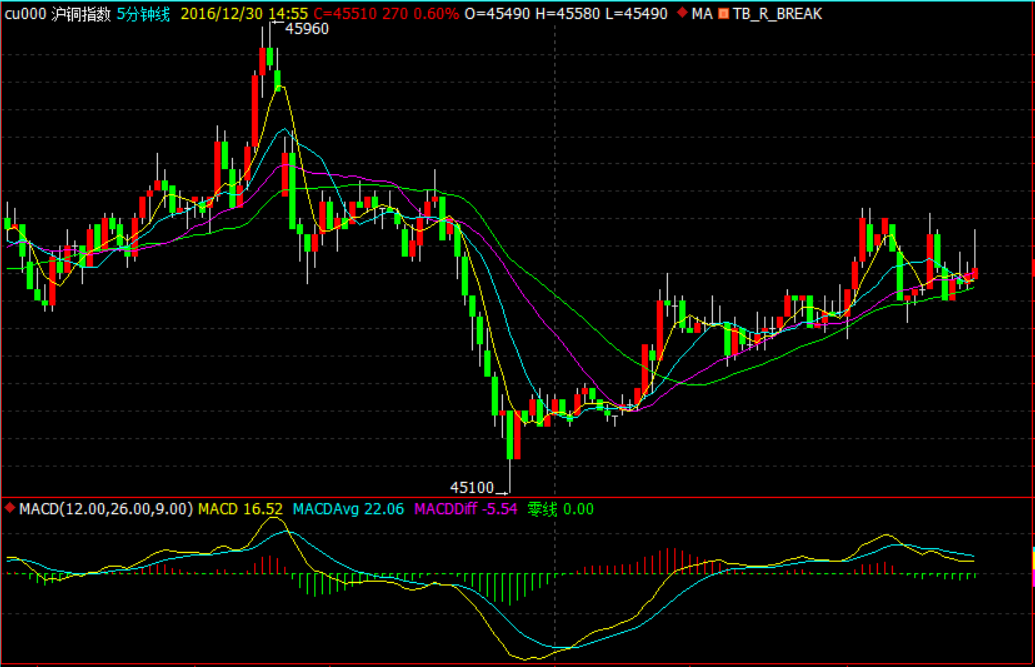 cu000 沪铜指数 5分钟线 2016/12/30 14:55 C=45510 270 0.60% O=45490 H=45580 L=45490 MA TB_R_BREAK
45960
45100
MACD(12.00,26.00,9.00) MACD 16.52 MACDAvg 22.06 MACDDiff -5.54 零线 0.00